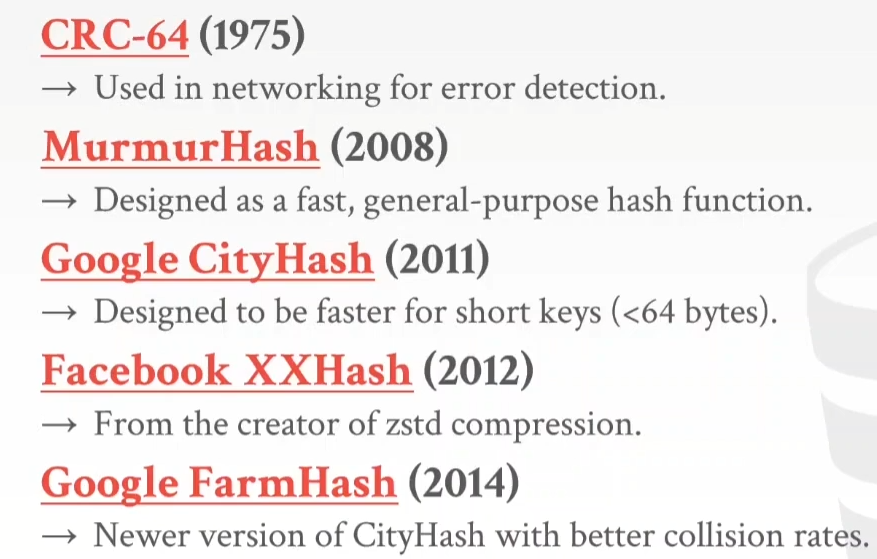 CRC-64 (1975)
→ Used in networking for error detection.
MurmurHash (2008)
→ Designed as a fast, general-purpose hash function.
Google CityHash (2011)
→ Designed to be faster for short keys (<64 bytes).
Facebook XXHash (2012)
→ From the creator of zstd compression.
Google FarmHash (2014)
→ Newer version of CityHash with better collision rates.